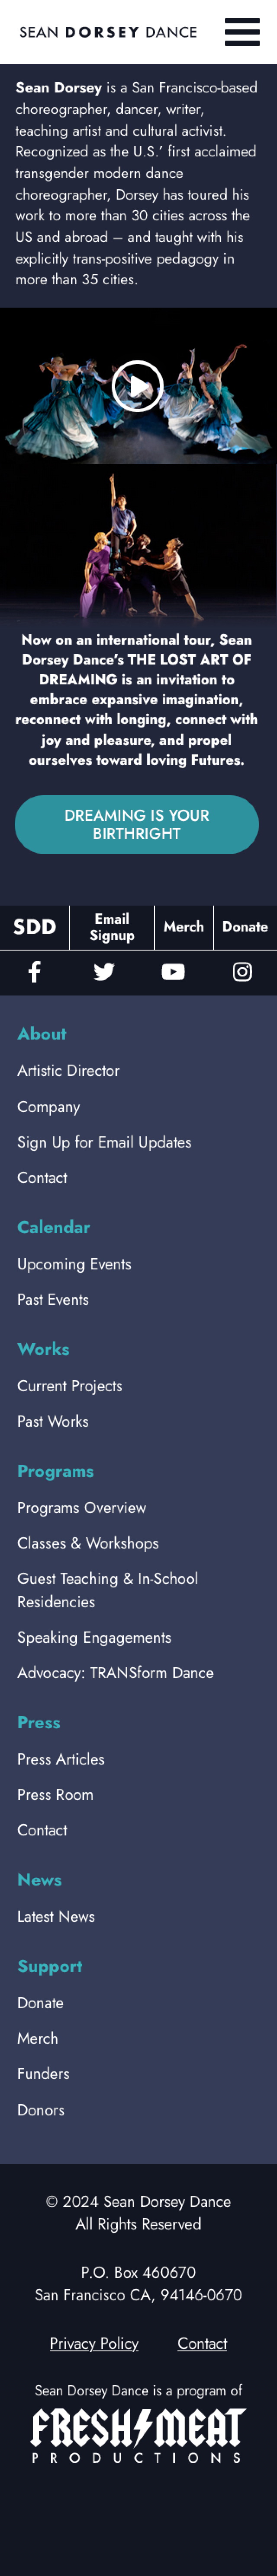 SEAN DORSEY DANCE
Sean Dorsey is a San Francisco-based
choreographer, dancer, writer,
teaching artist and cultural activist.
Recognized as the U.S.' first acclaimed
transgender modern dance
choreographer, Dorsey has toured his
work to more than 30 cities across the
US and abroad – and taught with his
explicitly trans-positive pedagogy in
more than 35 cities.
Now on an international tour, Sean
Dorsey Dance's THE LOST ART OF
DREAMING is an invitation to
embrace expansive imagination,
reconnect with longing, connect with
joy and pleasure, and propel
ourselves toward loving Futures.
DREAMING IS YOUR
BIRTHRIGHT
SDD
Email
Signup
Merch
Donate
About
Artistic Director
Company
Sign Up for Email Updates
Contact
Calendar
Upcoming Events
Past Events
Works
Current Projects
Past Works
Programs
Programs Overview
Classes & Workshops
Guest Teaching & In-School
Residencies
Speaking Engagements
Advocacy: TRANSform Dance
Press
Press Articles
Press Room
Contact
News
Latest News
Support
Donate
Merch
Funders
Donors
© 2024 Sean Dorsey Dance
All Rights Reserved
P.O. Box 460670
San Francisco CA, 94146-0670
Privacy Policy Contact
Sean Dorsey Dance is a program of
FRESH MEAT
PRODUCTIONS